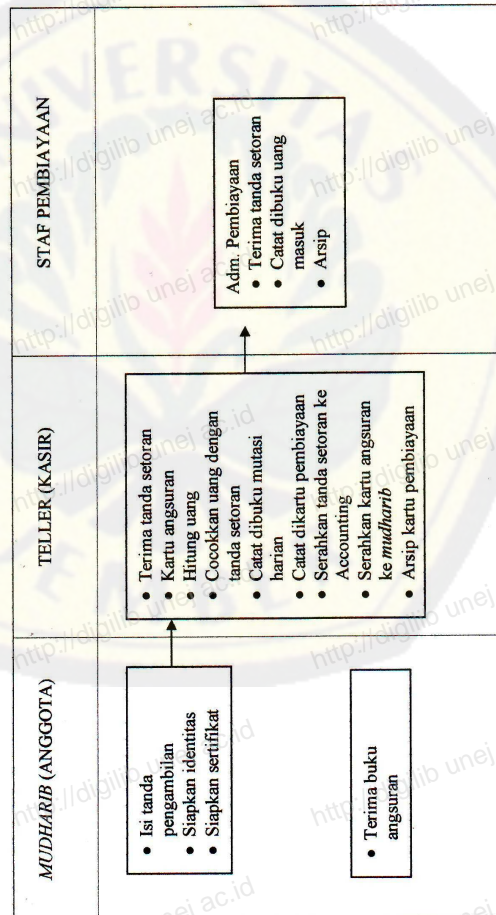 MUDHARIB (ANGGOTA)
TELLER (KASIR)
STAF PEMBIAYAAN
• Isi tanda
pengambilan
• Siapkan identitas
• Siapkan sertifikat
• Terima buku
angsuran
• Terima tanda setoran
• Kartu angsuran
• Hitung uang
• Cocokkan uang dengan
tanda setoran
• Catat dibuku mutasi
harian
• Catat dikartu pembiayaan
• Serahkan tanda setoran ke
Accounting
• Serahkan kartu angsuran
ke mudharib
• Arsip kartu pembiayaan
Adm. Pembiayaan
• Terima tanda setoran
• Catat dibuku uang
masuk
• Arsip